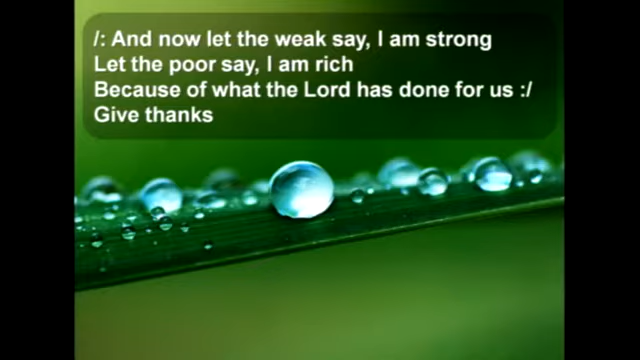 /: And now let the weak say, I am strong
Let the poor say, I am rich
Because of what the Lord has done for us :/
Give thanks